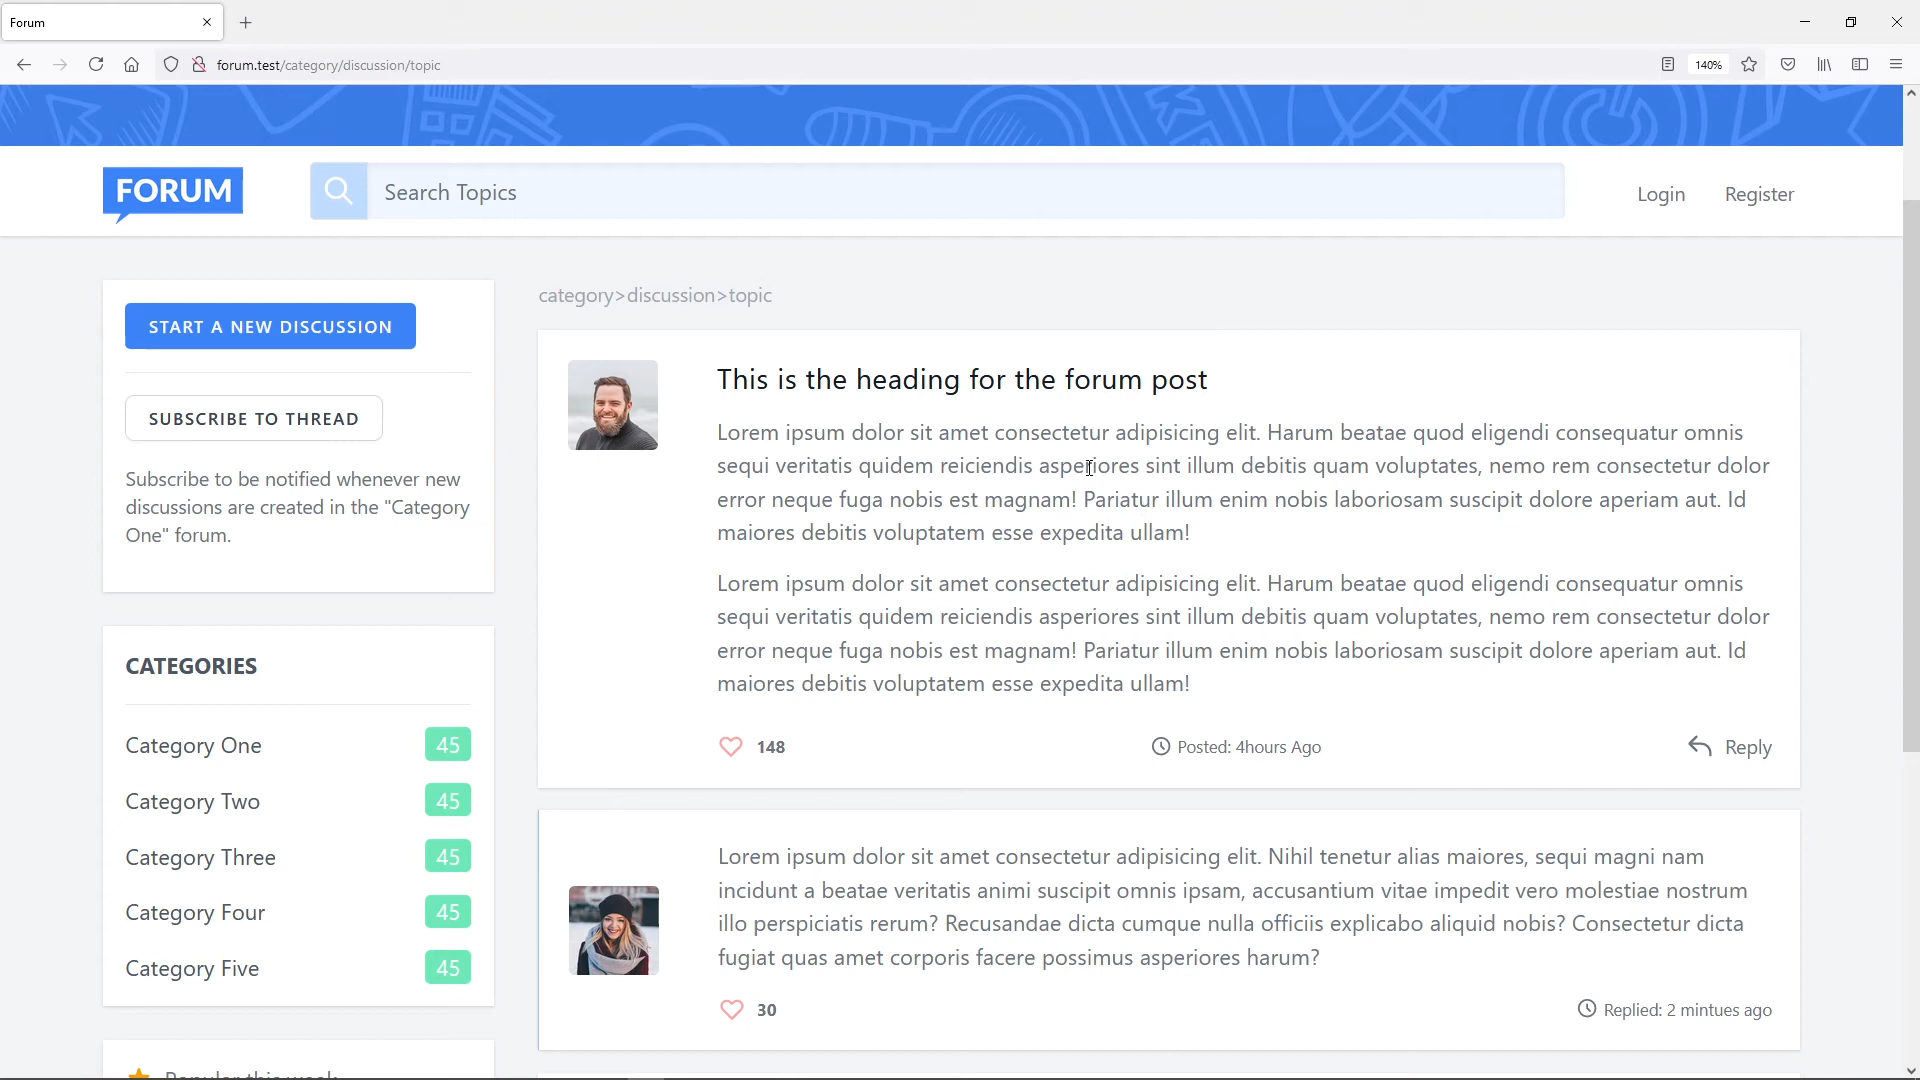 Forum
forum.test/category/discussion/topic
140%
FORUM
Search Topics
Login
Register
START A NEW DISCUSSION
SUBSCRIBE TO THREAD
Subscribe to be notified whenever new
discussions are created in the "Category
One" forum.
CATEGORIES
Category One 45
Category Two 45
Category Three 45
Category Four 45
Category Five 45
Popular this week
category>discussion>topic
This is the heading for the forum post
Lorem ipsum dolor sit amet consectetur adipisicing elit. Harum beatae quod eligendi consequatur omnis
sequi veritatis quidem reiciendis asperiores sint illum debitis quam voluptates, nemo rem consectetur dolor
error neque fuga nobis est magnam! Pariatur illum enim nobis laboriosam suscipit dolore aperiam aut. Id
maiores debitis voluptatem esse expedita ullam!
Lorem ipsum dolor sit amet consectetur adipisicing elit. Harum beatae quod eligendi consequatur omnis
sequi veritatis quidem reiciendis asperiores sint illum debitis quam voluptates, nemo rem consectetur dolor
error neque fuga nobis est magnam! Pariatur illum enim nobis laboriosam suscipit dolore aperiam aut. Id
maiores debitis voluptatem esse expedita ullam!
148
Posted: 4hours Ago
Reply
Lorem ipsum dolor sit amet consectetur adipisicing elit. Nihil tenetur alias maiores, sequi magni nam
incidunt a beatae veritatis animi suscipit omnis ipsam, accusantium vitae impedit vero molestiae nostrum
illo perspiciatis rerum? Recusandae dicta cumque nulla officiis explicabo aliquid nobis? Consectetur dicta
fugiat quas amet corporis facere possimus asperiores harum?
30
Replied: 2 mintues ago